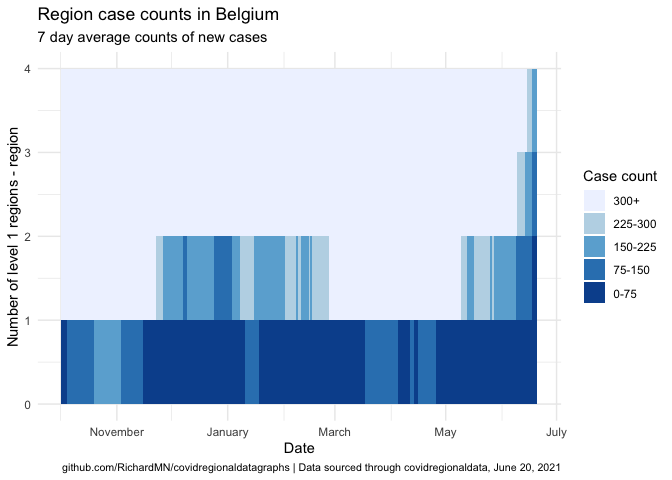 Region case counts in Belgium
7 day average counts of new cases
Number of level 1 regions - region
4
3
2
1
0
November January March May July
Date
Case count
300+
225-300
150-225
75-150
0-75
github.com/RichardMN/covidregionaldatagraphs | Data sourced through covidregionaldata, June 20, 2021